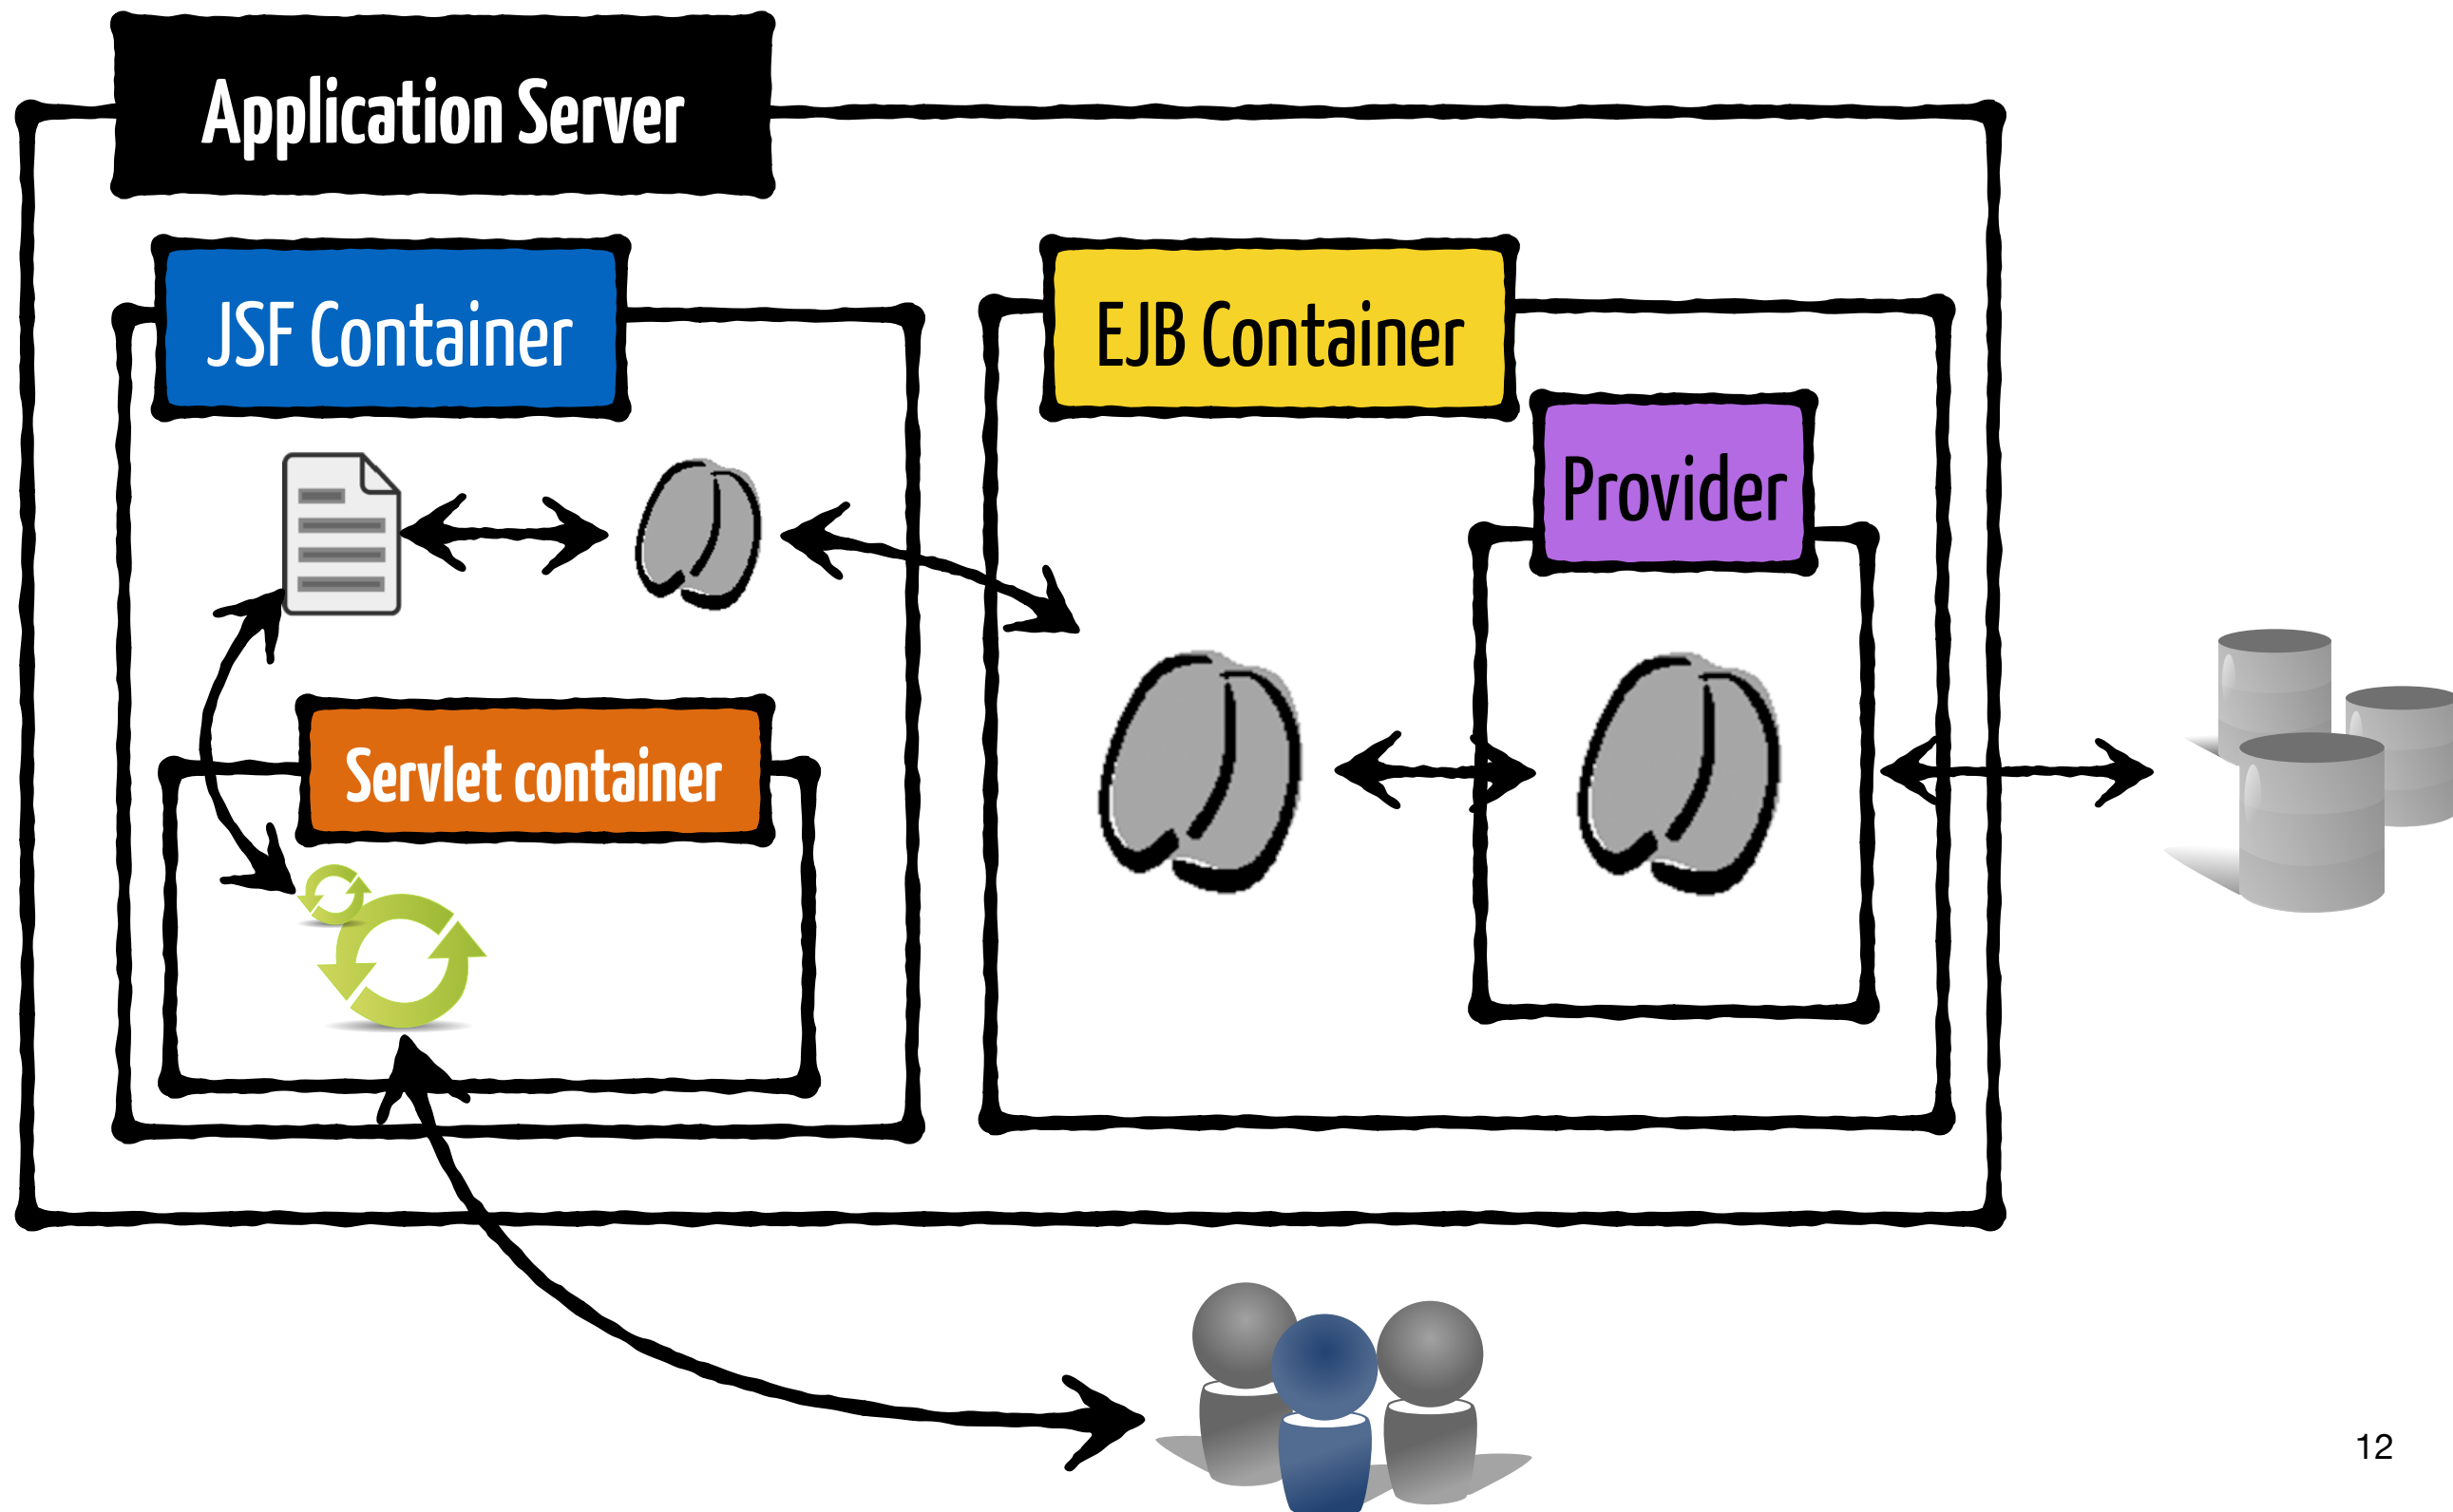 Application Server
JSF Container
EJB Container
Provider
Servlet container
12